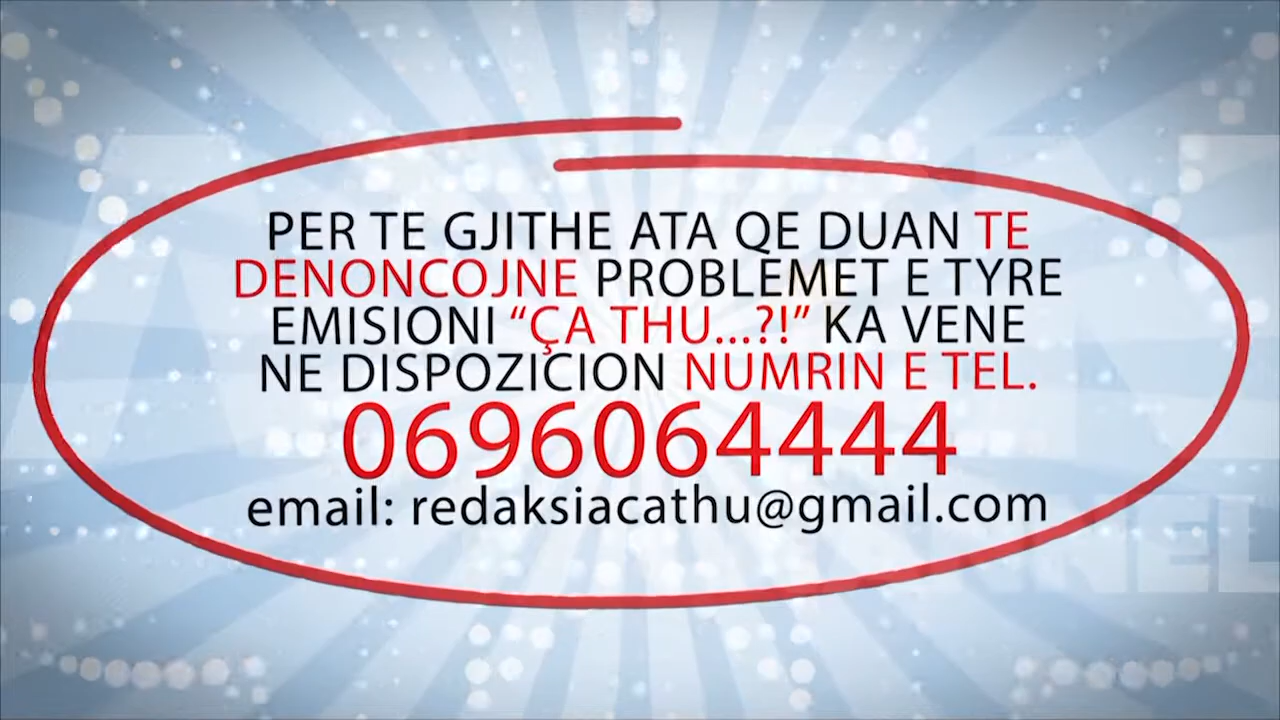 PER TE GJITHE ATA QE DUAN TE
DENONCOJNE PROBLEMET E TYRE
EMISIONI “ÇA THU...?!” KA VENE
NE DISPOZICION NUMRIN E TEL.
0696064444
email: redaksiacathu@gmail.com